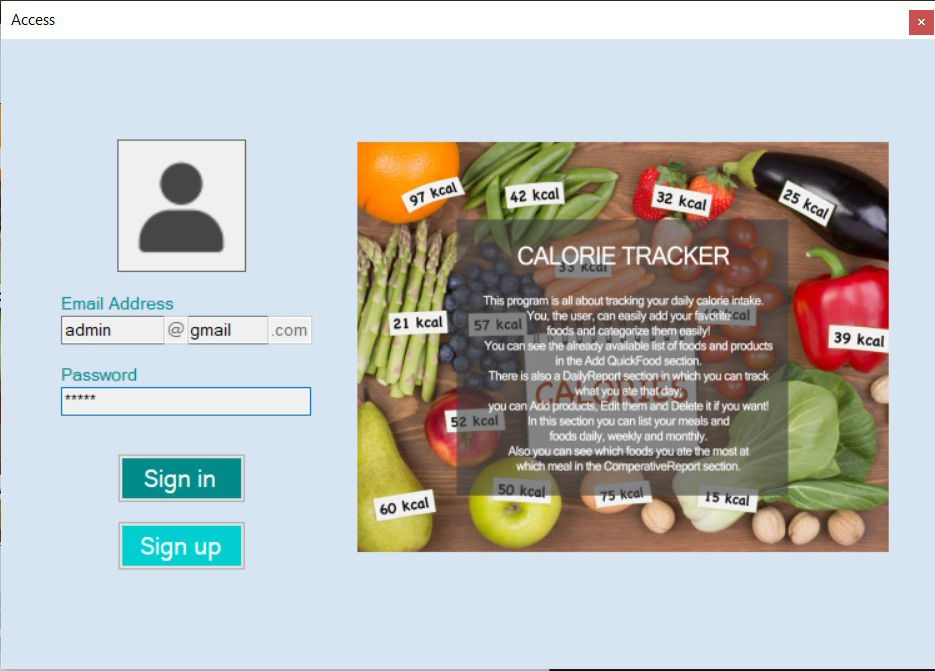 Access
Email Address
admin @ gmail .com
Password
*****
Sign in
Sign up
97 kcal
42 kcal
32 kcal
25 kcal
CALORIE TRACKER
33 kcal
This program is all about tracking your daily calorie intake.
You, the user, can easily add your favorite
foods and categorize them easily!
You can see the already available list of foods and products
in the Add QuickFood section.
There is also a DailyReport section in which you can track
what you ate that day;
you can Add products, Edit them and Delete it if you want!
In this section you can list your meals and
foods daily, weekly and monthly.
Also you can see which foods you ate the most at
which meal in the ComperativeReport section.
21 kcal
57 kcal
kcal
39 kcal
CALORIES
52 kcal
60 kcal
50 kcal
75 kcal
15 kcal